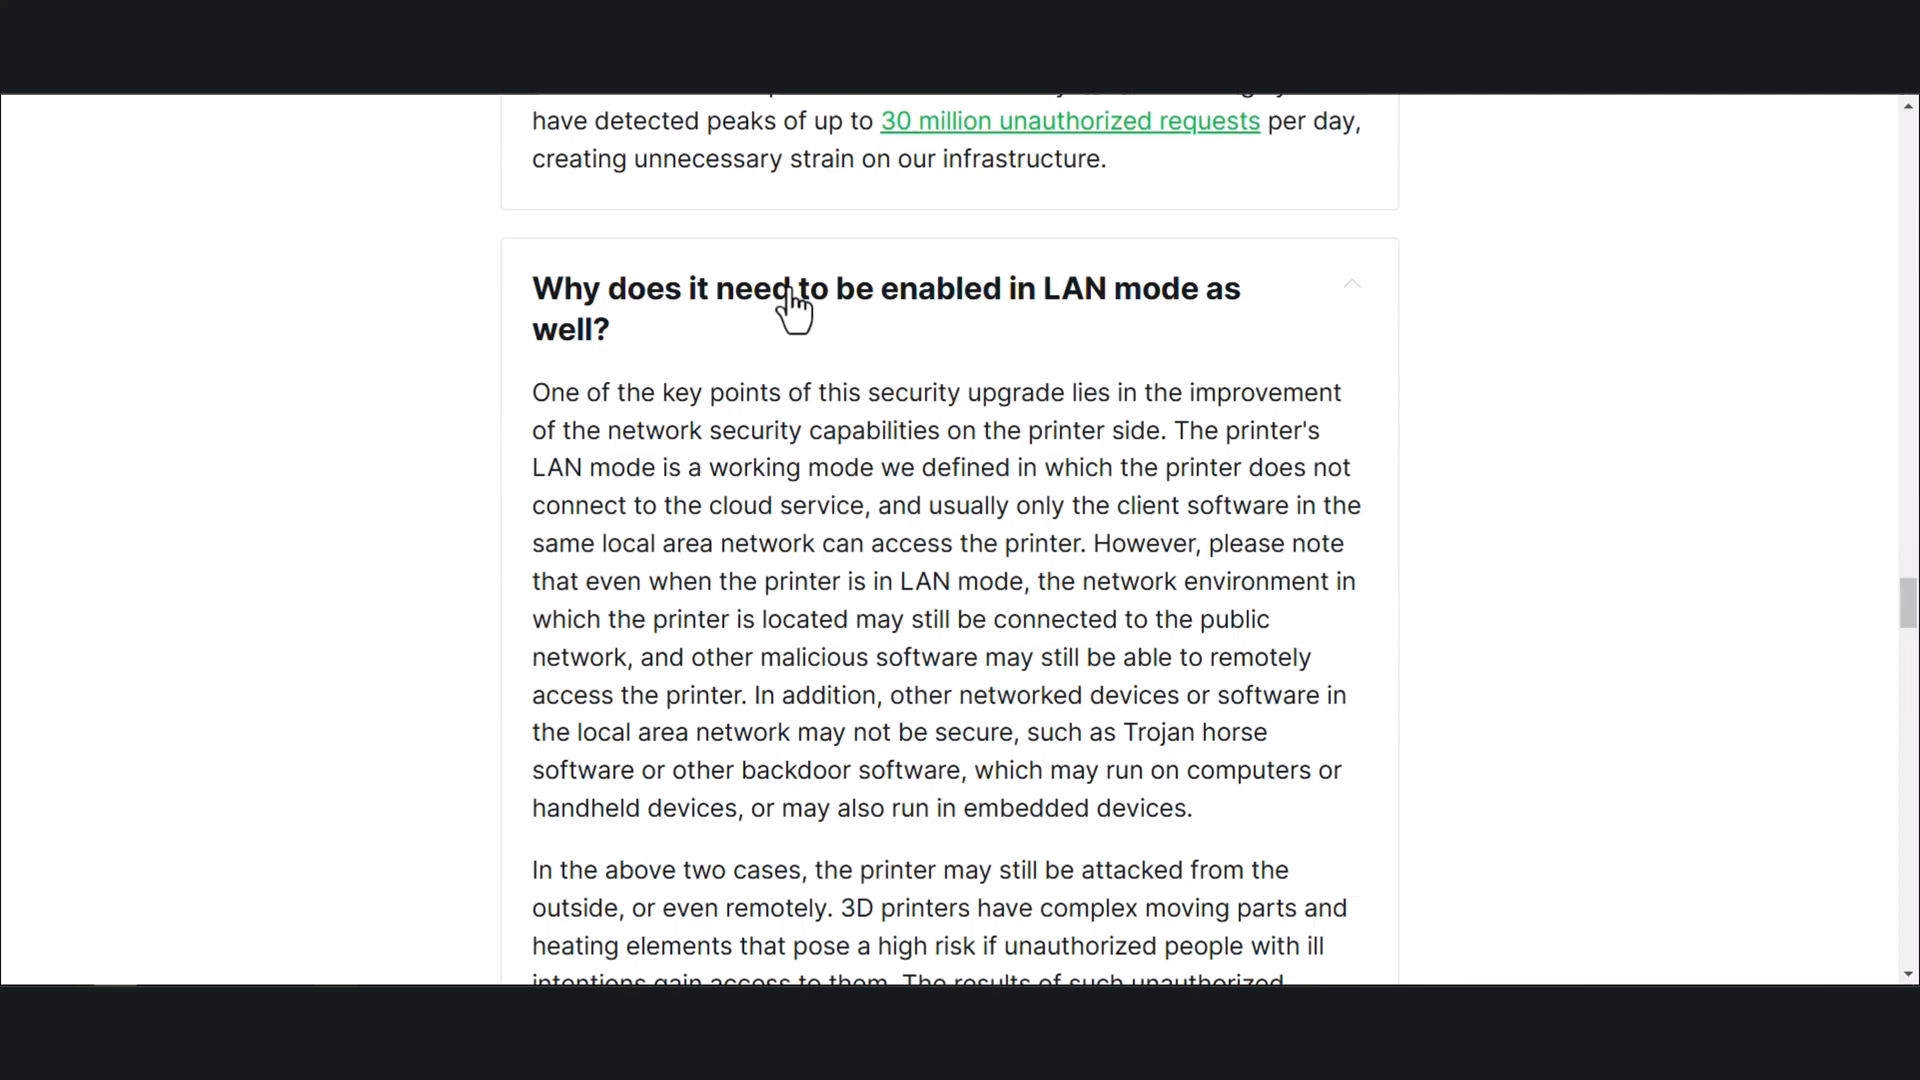 have detected peaks of up to 30 million unauthorized requests per day,
creating unnecessary strain on our infrastructure.
Why does it need to be enabled in LAN mode as
well?
One of the key points of this security upgrade lies in the improvement
of the network security capabilities on the printer side. The printer's
LAN mode is a working mode we defined in which the printer does not
connect to the cloud service, and usually only the client software in the
same local area network can access the printer. However, please note
that even when the printer is in LAN mode, the network environment in
which the printer is located may still be connected to the public
network, and other malicious software may still be able to remotely
access the printer. In addition, other networked devices or software in
the local area network may not be secure, such as Trojan horse
software or other backdoor software, which may run on computers or
handheld devices, or may also run in embedded devices.
In the above two cases, the printer may still be attacked from the
outside, or even remotely. 3D printers have complex moving parts and
heating elements that pose a high risk if unauthorized people with ill
intentions gain access to them. The results of such unauthorized